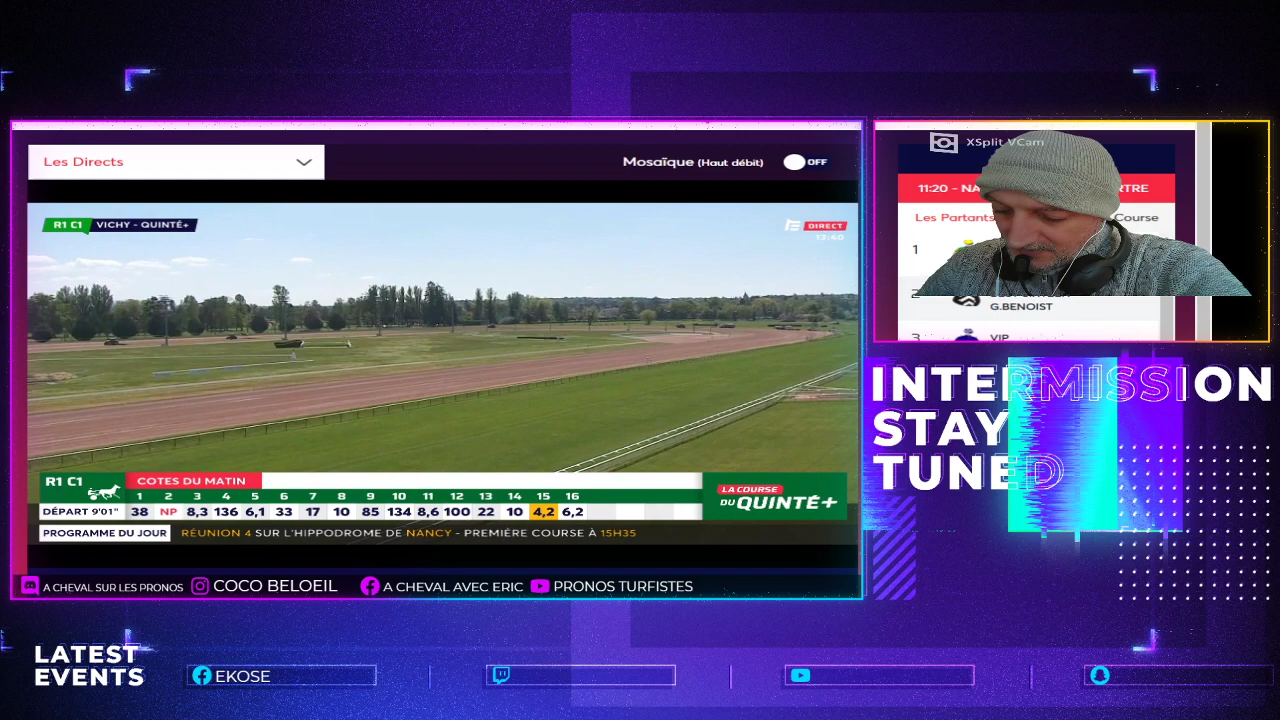 Les Directs
Mosaïque (Haut débit)
OFF
R1 C1 VICHY - QUINTÉ+
DIRECT
13:40
R1 C1
COTES DU MATIN
1 2 3 4 5 6 7 8 9 10 11 12 13 14 15 16
DÉPART 9'01" 38 NP 8,3 136 6,1 33 17 10 85 134 8,6 100 22 10 4,2 6,2
LA COURSE
DU QUINTÉ+
PROGRAMME DU JOUR RÉUNION 4 SUR L'HIPPODROME DE NANCY - PREMIÈRE COURSE À 15H35
A CHEVAL SUR LES PRONOS COCO BELOEIL A CHEVAL AVEC ERIC PRONOS TURFISTES
XSplit VCam
11:20 - NA
RTRE
Les Partants
Course
1
2
G.BENOIST
3
VIP
INTERMISSION
STAY
TUNED
LATEST
EVENTS
EKOSE